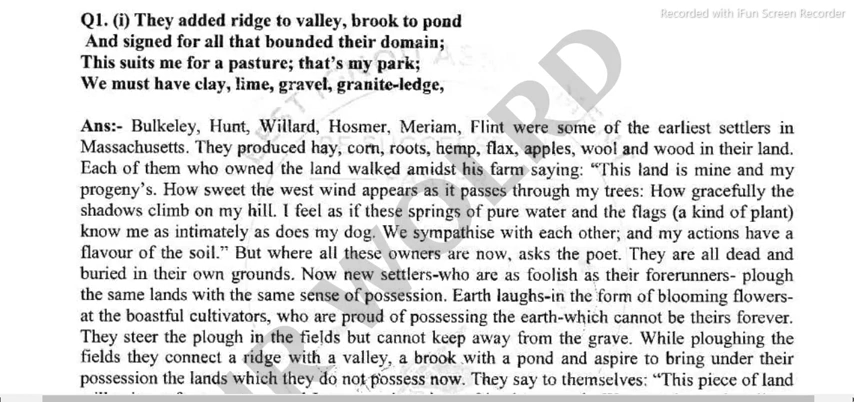 Recorded with iFun Screen Recorder
Q1. (i) They added ridge to valley, brook to pond
And signed for all that bounded their domain;
This suits me for a pasture; that's my park;
We must have clay, lime, gravel, granite-ledge,
Ans:- Bulkeley, Hunt, Willard, Hosmer, Meriam, Flint were some of the earliest settlers in
Massachusetts. They produced hay, corn, roots, hemp, flax, apples, wool and wood in their land.
Each of them who owned the land walked amidst his farm saying: "This land is mine and my
progeny's. How sweet the west wind appears as it passes through my trees: How gracefully the
shadows climb on my hill. I feel as if these springs of pure water and the flags (a kind of plant)
know me as intimately as does my dog. We sympathise with each other; and my actions have a
flavour of the soil." But where all these owners are now, asks the poet. They are all dead and
buried in their own grounds. Now new settlers-who are as foolish as their forerunners- plough
the same lands with the same sense of possession. Earth laughs-in the form of blooming flowers-
at the boastful cultivators, who are proud of possessing the earth-which cannot be theirs forever.
They steer the plough in the fields but cannot keep away from the grave. While ploughing the
fields they connect a ridge with a valley, a brook with a pond and aspire to bring under their
possession the lands which they do not possess now. They say to themselves: "This piece of land